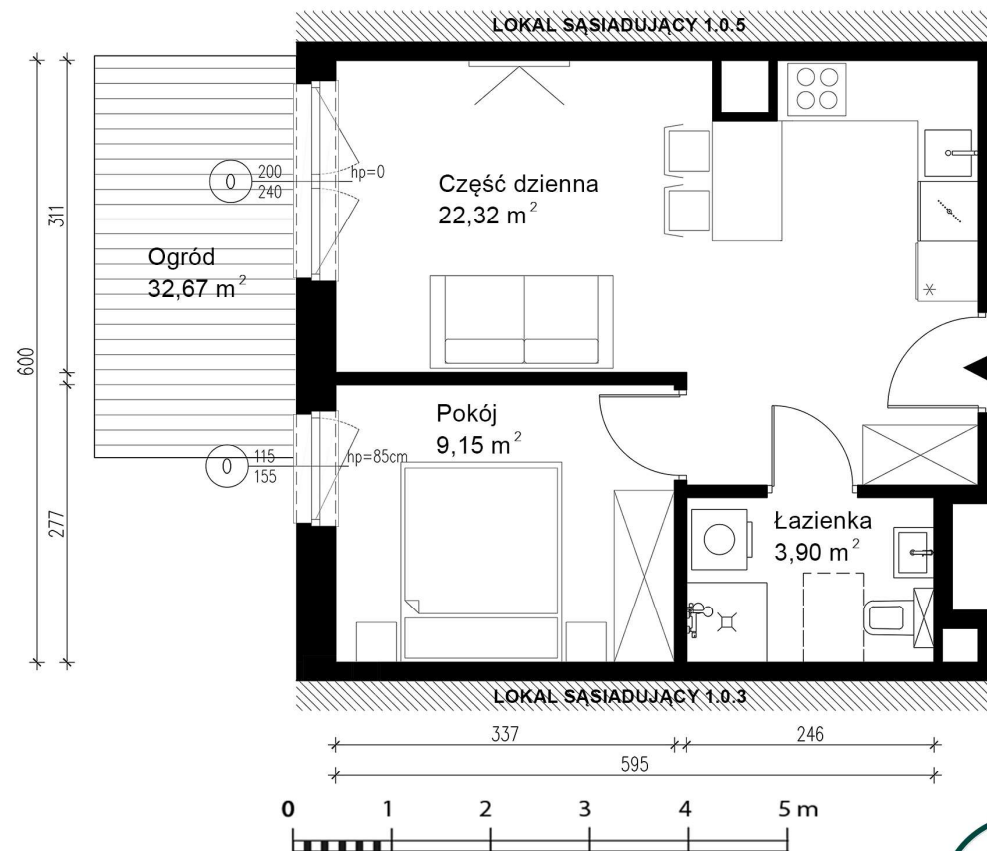 LOKAL SĄSIADUJĄCY 1.0.5
0
200
240
hp=0
Część dzienna
22,32 m²
311
Ogród
32,67 m²
600
Pokój
9,15 m²
0
115
155
hp=85cm
277
Łazienka
3,90 m²
LOKAL SĄSIADUJĄCY 1.0.3
337
246
595
0 1 2 3 4 5 m